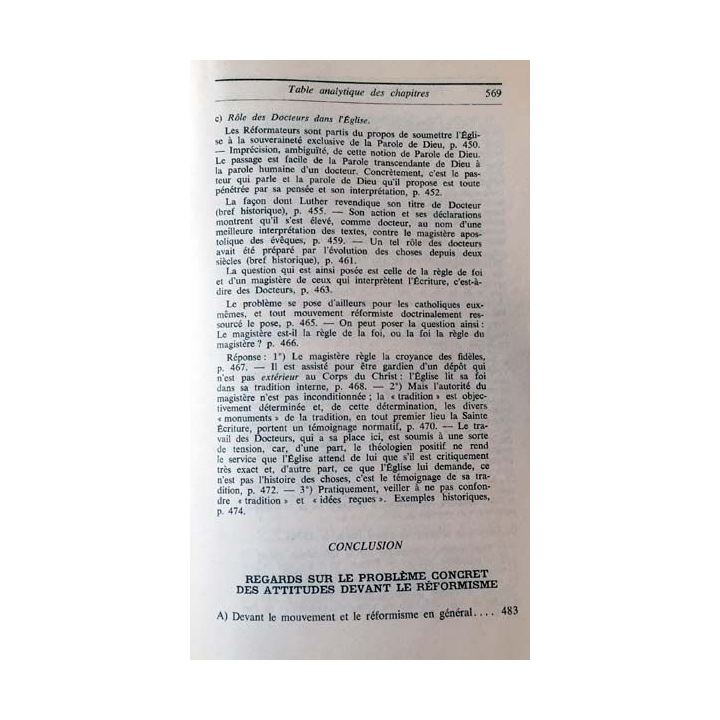 Table analytique des chapitres 569
c) Rôle des Docteurs dans l'Église.
Les Réformateurs sont partis du propos de soumettre l'Égli-
se à la souveraineté exclusive de la Parole de Dieu, p. 450.
— Imprécision, ambiguïté, de cette notion de Parole de Dieu.
Le passage est facile de la Parole transcendante de Dieu à
la parole humaine d'un docteur. Concrètement, c'est le pas-
teur qui parle et la parole de Dieu qu'il propose est toute
pénétrée par sa pensée et son interprétation, p. 452.
La façon dont Luther revendique son titre de Docteur
(bref historique), p. 455. — Son action et ses déclarations
montrent qu'il s'est élevé, comme docteur, au nom d'une
meilleure interprétation des textes, contre le magistère apos-
tolique des évêques, p. 459. — Un tel rôle des docteurs
avait été préparé par l'évolution des choses depuis deux
siècles (bref historique), p. 461.
La question qui est ainsi posée est celle de la règle de foi
et d'un magistère de ceux qui interprètent l'Écriture, c'est-à-
dire des Docteurs, p. 463.
Le problème se pose d'ailleurs pour les catholiques eux-
mêmes, et tout mouvement réformiste doctrinalement res-
sourcé le pose, p. 465. — On peut poser la question ainsi :
Le magistère est-il la règle de la foi, ou la foi la règle du
magistère ? p. 466.
Réponse : 1°) Le magistère règle la croyance des fidèles,
p. 467. — Il est assisté pour être gardien d'un dépôt qui
n'est pas extérieur au Corps du Christ : l'Église lit sa foi
dans sa tradition interne, p. 468. — 2°) Mais l'autorité du
magistère n'est pas inconditionnée ; la « tradition » est objec-
tivement déterminée et, de cette détermination, les divers
« monuments » de la tradition, en tout premier lieu la Sainte
Écriture, portent un témoignage normatif, p. 470. — Le tra-
vail des Docteurs, qui a sa place ici, est soumis à une sorte
de tension, car, d'une part, le théologien positif ne rend
le service que l'Église attend de lui que s'il est critiquement
très exact et, d'autre part, ce que l'Église lui demande, ce
n'est pas l'histoire des choses, c'est le témoignage de sa tra-
dition, p. 472. — 3°) Pratiquement, veiller à ne pas confon-
dre « tradition » et « idées reçues ». Exemples historiques,
p. 474.
CONCLUSION
REGARDS SUR LE PROBLÈME CONCRET
DES ATTITUDES DEVANT LE RÉFORMISME
A) Devant le mouvement et le réformisme en général.... 483